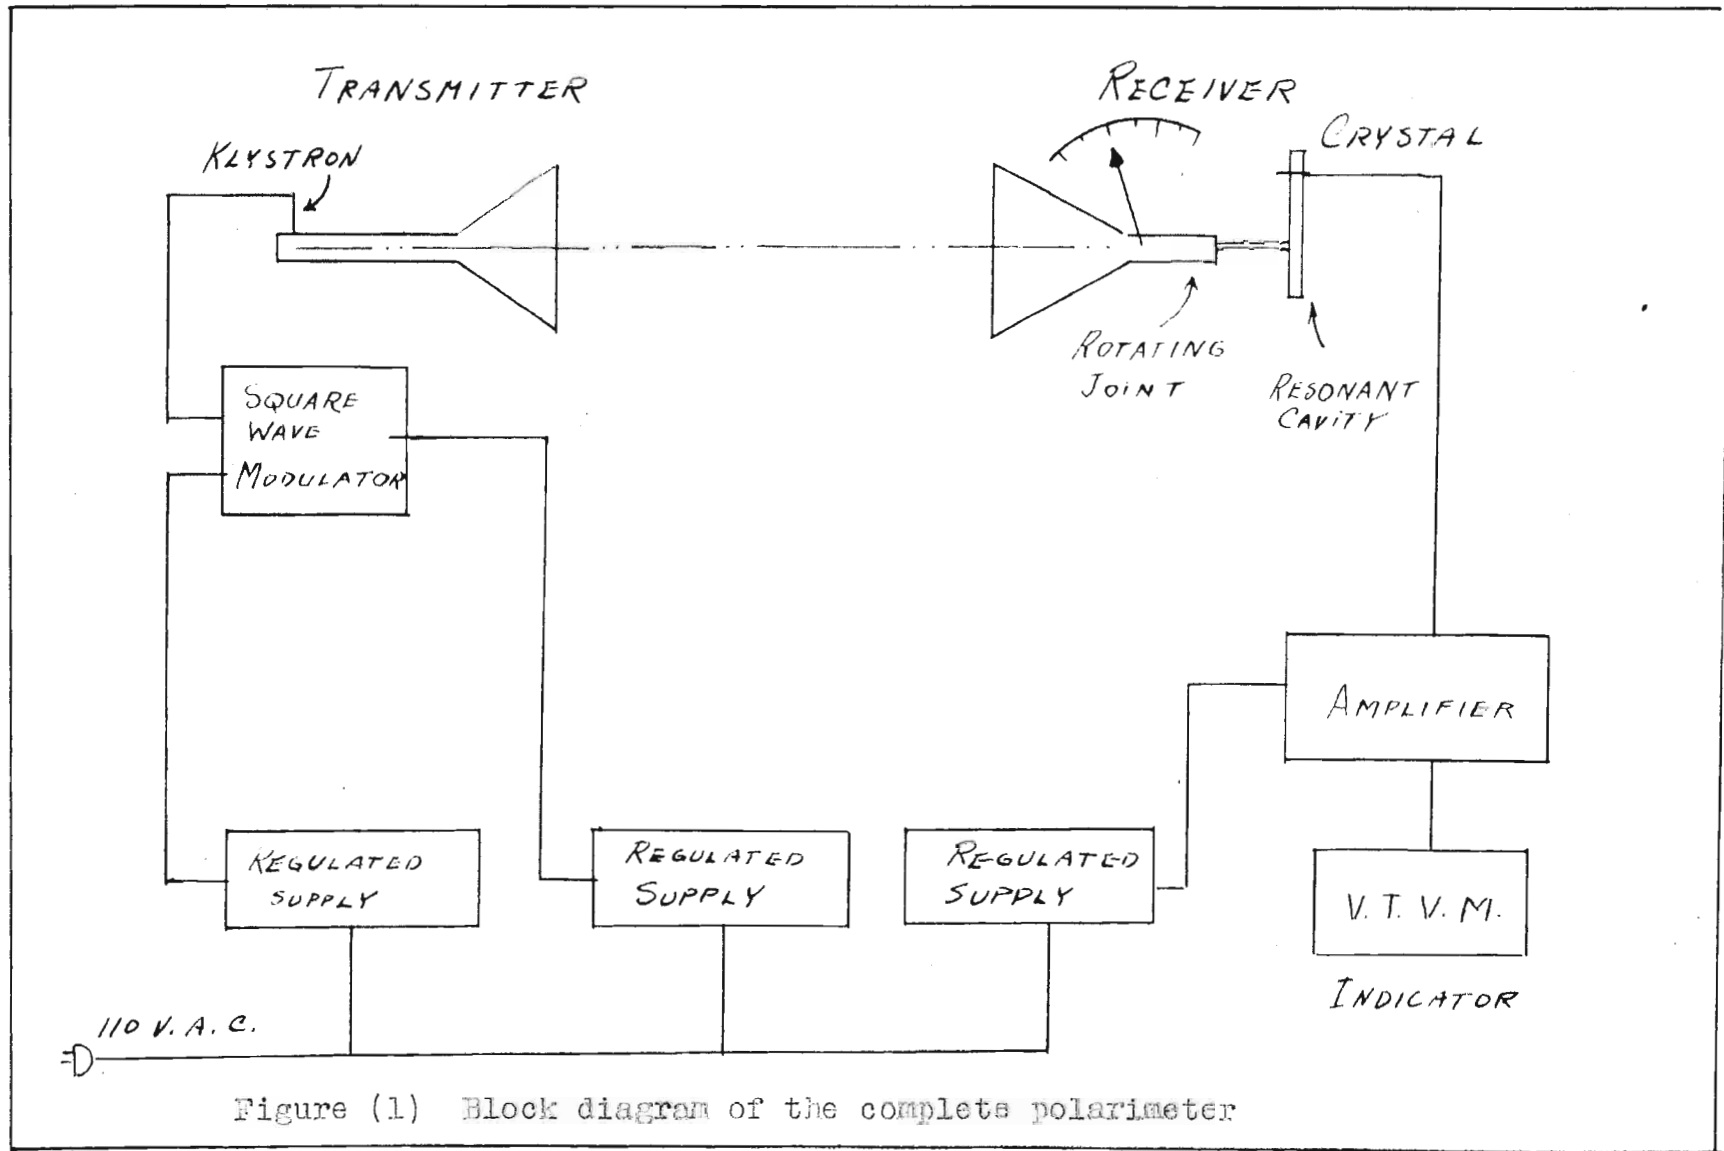 TRANSMITTER
RECEIVER
KLYSTRON
CRYSTAL
ROTATING
JOINT
RESONANT
CAVITY
SQUARE
WAVE
MODULATOR
AMPLIFIER
REGULATED
SUPPLY
REGULATED
SUPPLY
REGULATED
SUPPLY
V. T. V. M.
INDICATOR
110 V. A. C.
Figure (1) Block diagram of the complete polarimeter